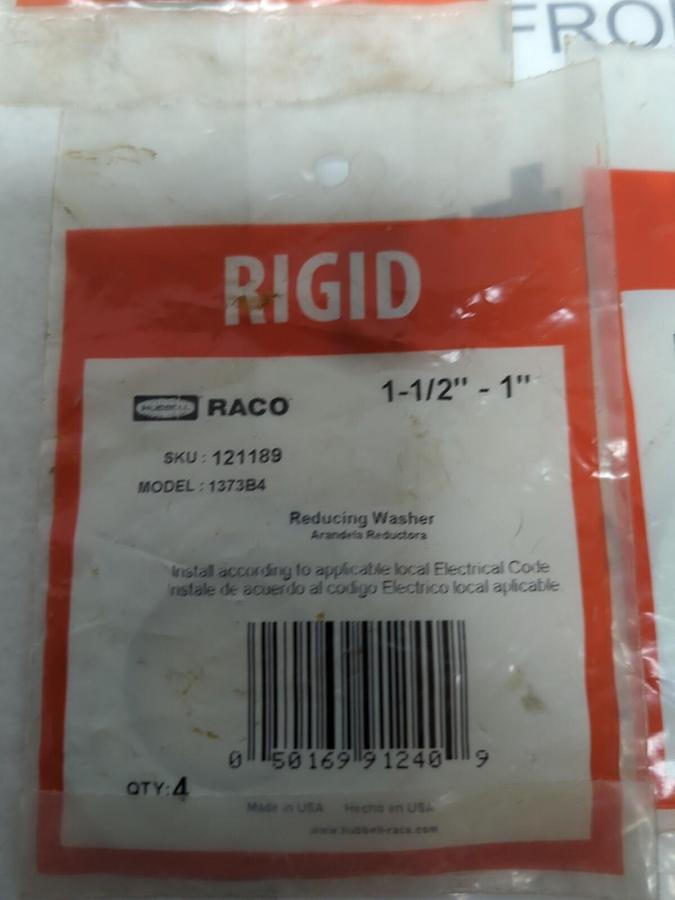 FRO
RIGID
HUBBELL RACO
1-1/2" - 1"
SKU : 121189
MODEL : 1373B4
Reducing Washer
Arandela Reductora
Install according to applicable local Electrical Code
Instale de acuerdo al codigo Electrico local aplicable
0 50169 91240 9
QTY: 4
Made in USA Hecho en USA
www.hubbell-raco.com